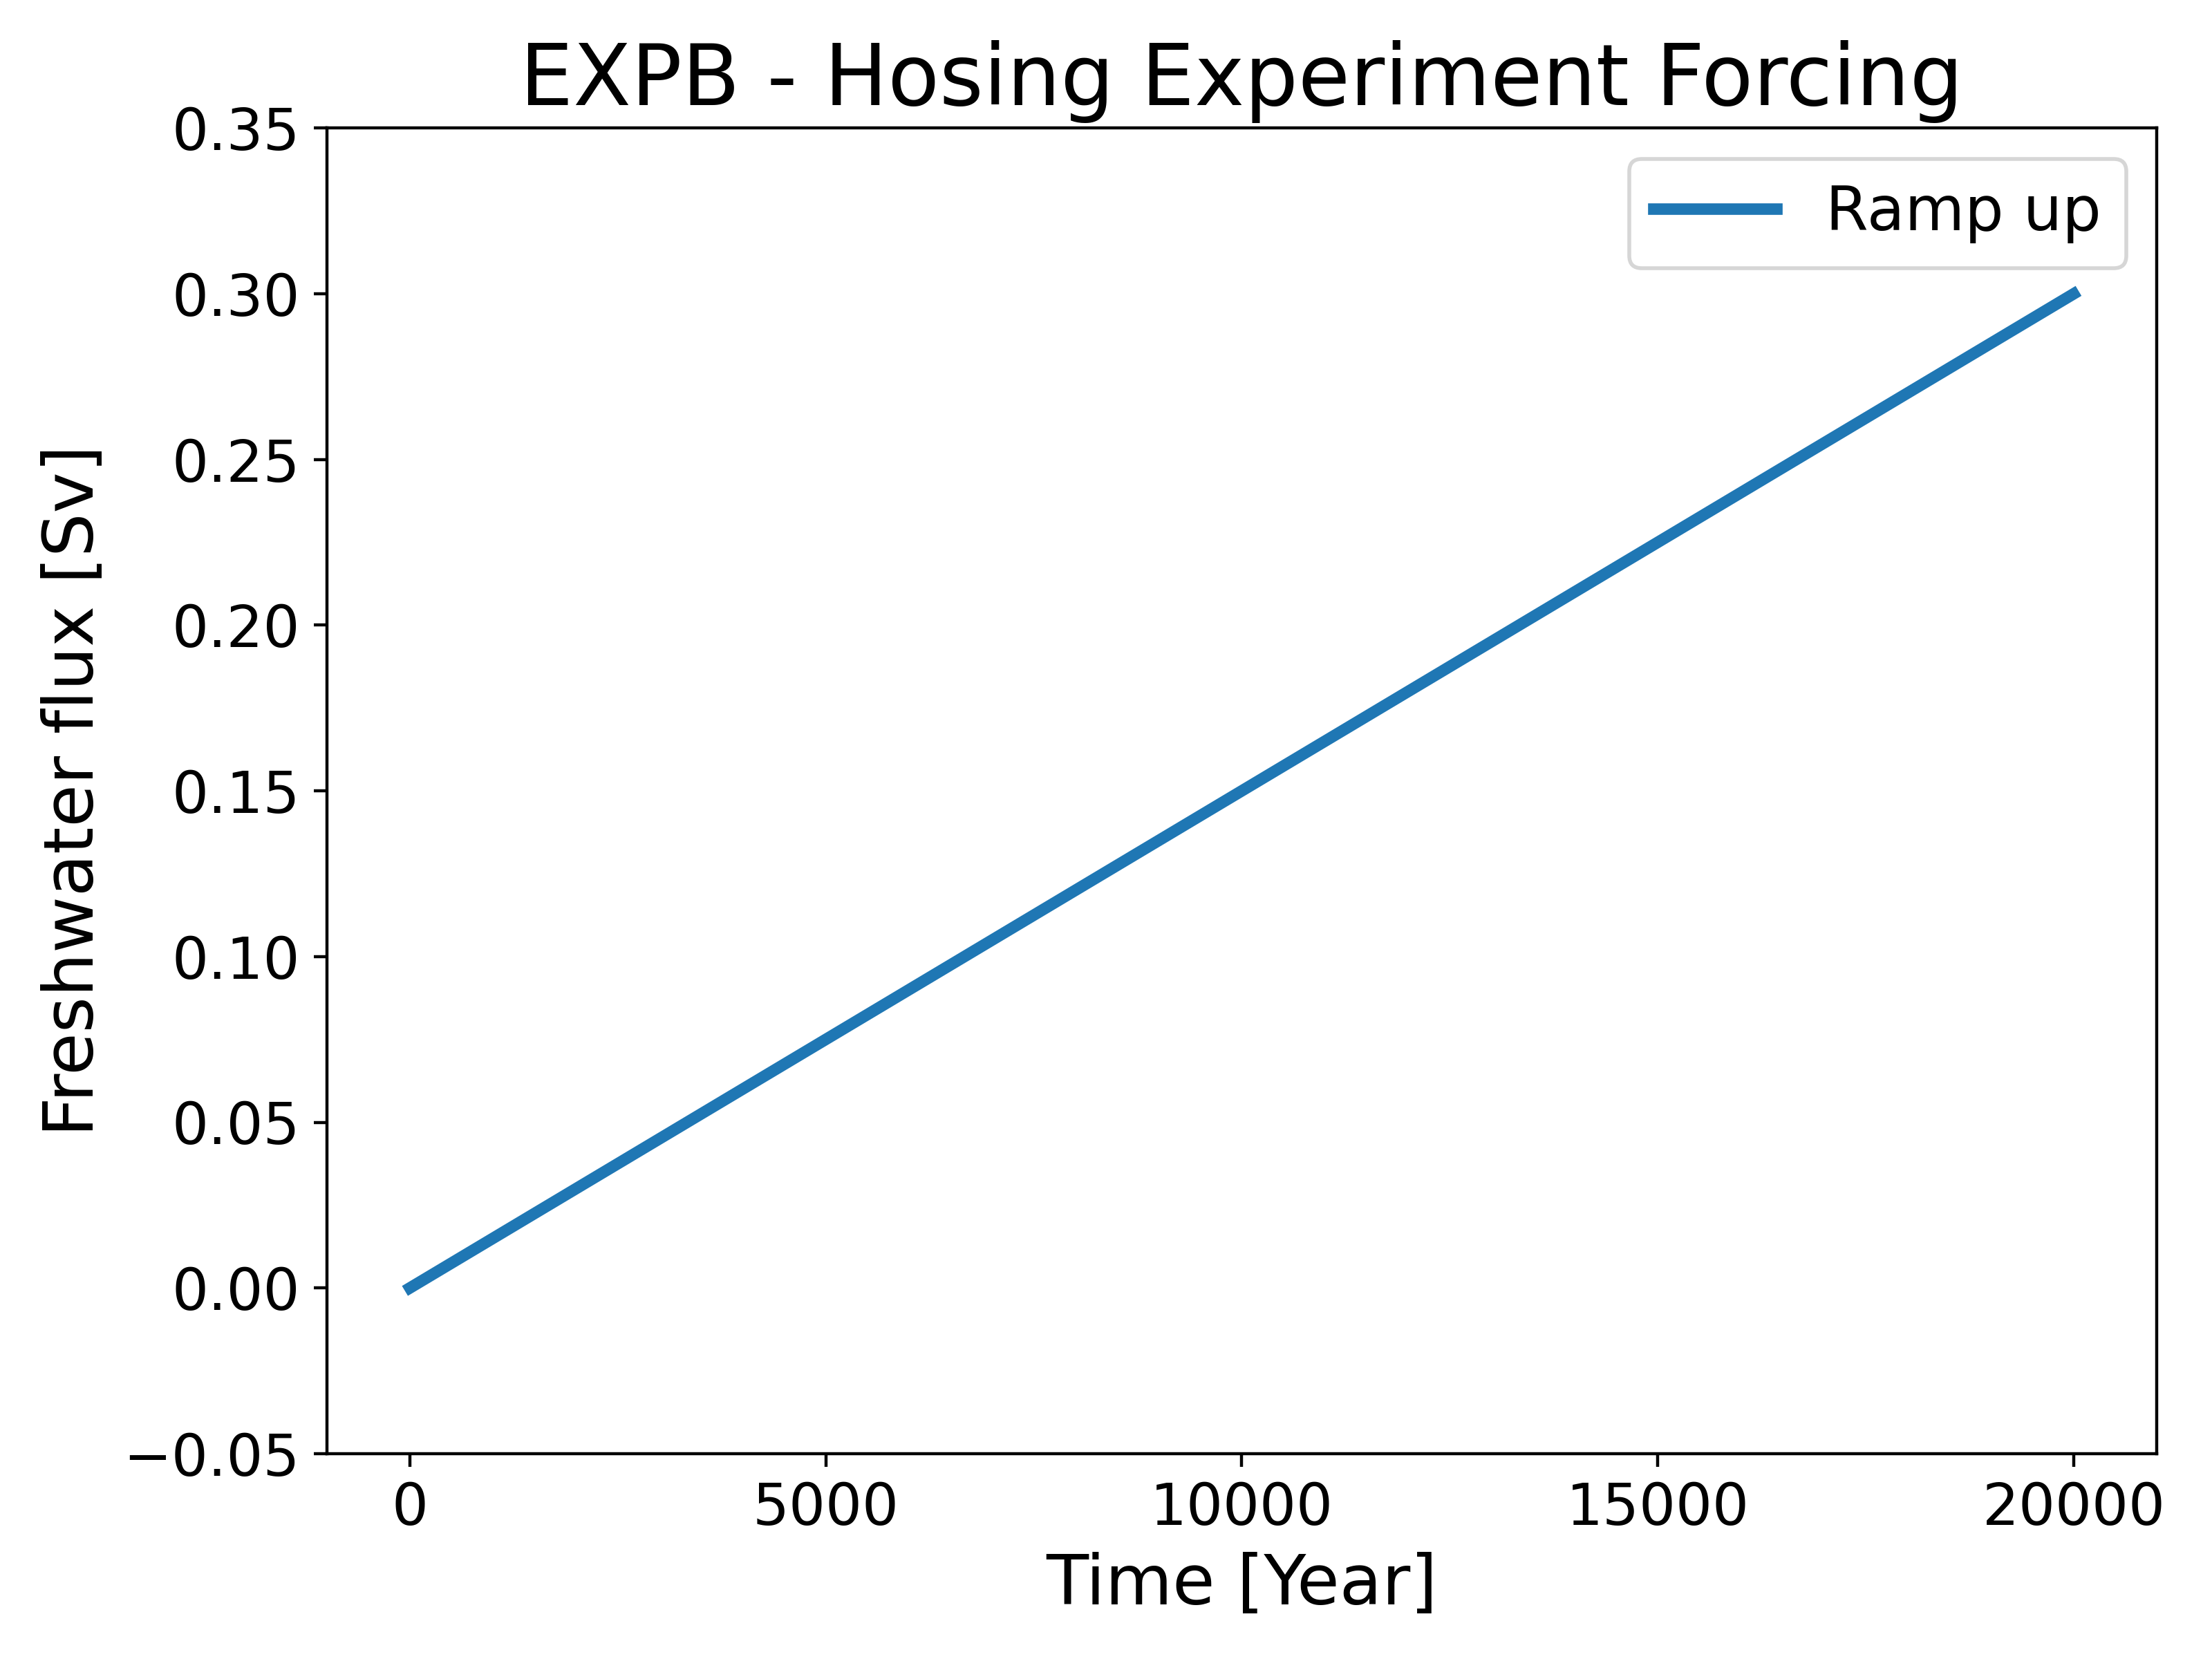 EXPB - Hosing Experiment Forcing
Ramp up
Freshwater flux [Sv]
0.35
0.30
0.25
0.20
0.15
0.10
0.05
0.00
−0.05
0 5000 10000 15000 20000
Time [Year]